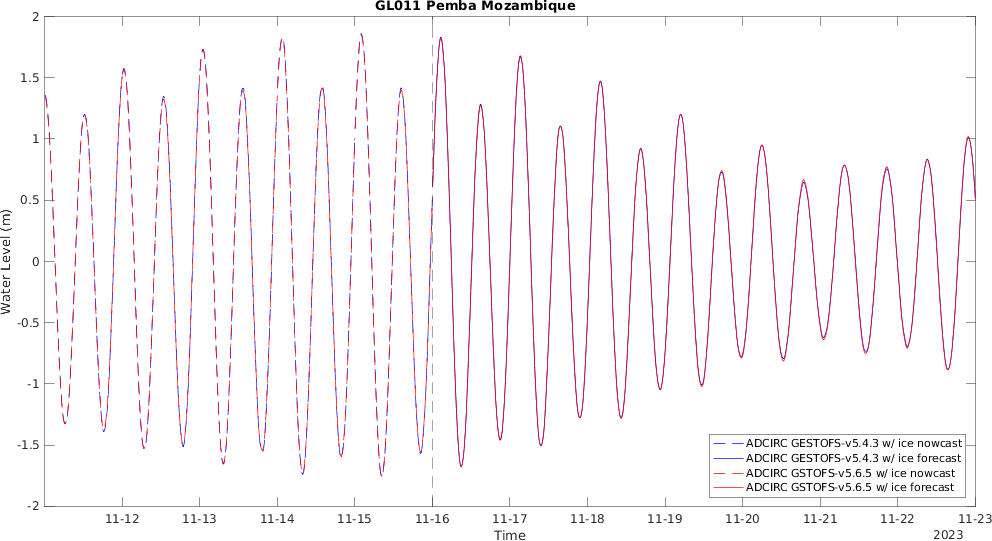 GL011 Pemba Mozambique
2
1.5
1
0.5
0
-0.5
-1
-1.5
-2
Water Level (m)
ADCIRC GESTOFS-v5.4.3 w/ ice nowcast
ADCIRC GESTOFS-v5.4.3 w/ ice forecast
ADCIRC GSTOFS-v5.6.5 w/ ice nowcast
ADCIRC GSTOFS-v5.6.5 w/ ice forecast
11-12 11-13 11-14 11-15 11-16 11-17 11-18 11-19 11-20 11-21 11-22 11-23
Time
2023